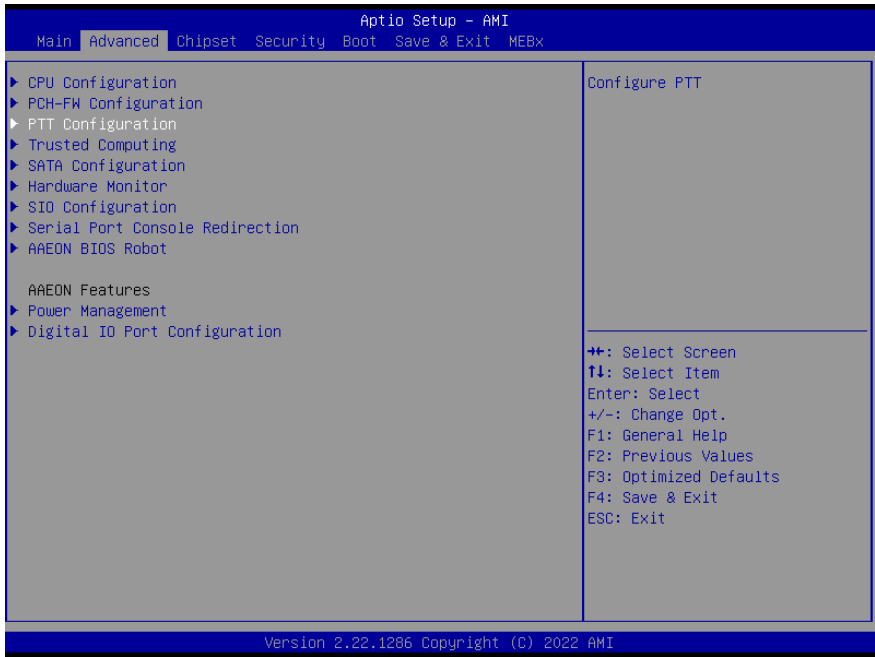 Aptio Setup - AMI
Main Advanced Chipset Security Boot Save & Exit MEBx
CPU Configuration
PCH-FW Configuration
PTT Configuration
Trusted Computing
SATA Configuration
Hardware Monitor
SIO Configuration
Serial Port Console Redirection
AAEON BIOS Robot
AAEON Features
Power Management
Digital IO Port Configuration
Configure PTT
→←: Select Screen
↑↓: Select Item
Enter: Select
+/-: Change Opt.
F1: General Help
F2: Previous Values
F3: Optimized Defaults
F4: Save & Exit
ESC: Exit
Version 2.22.1286 Copyright (C) 2022 AMI